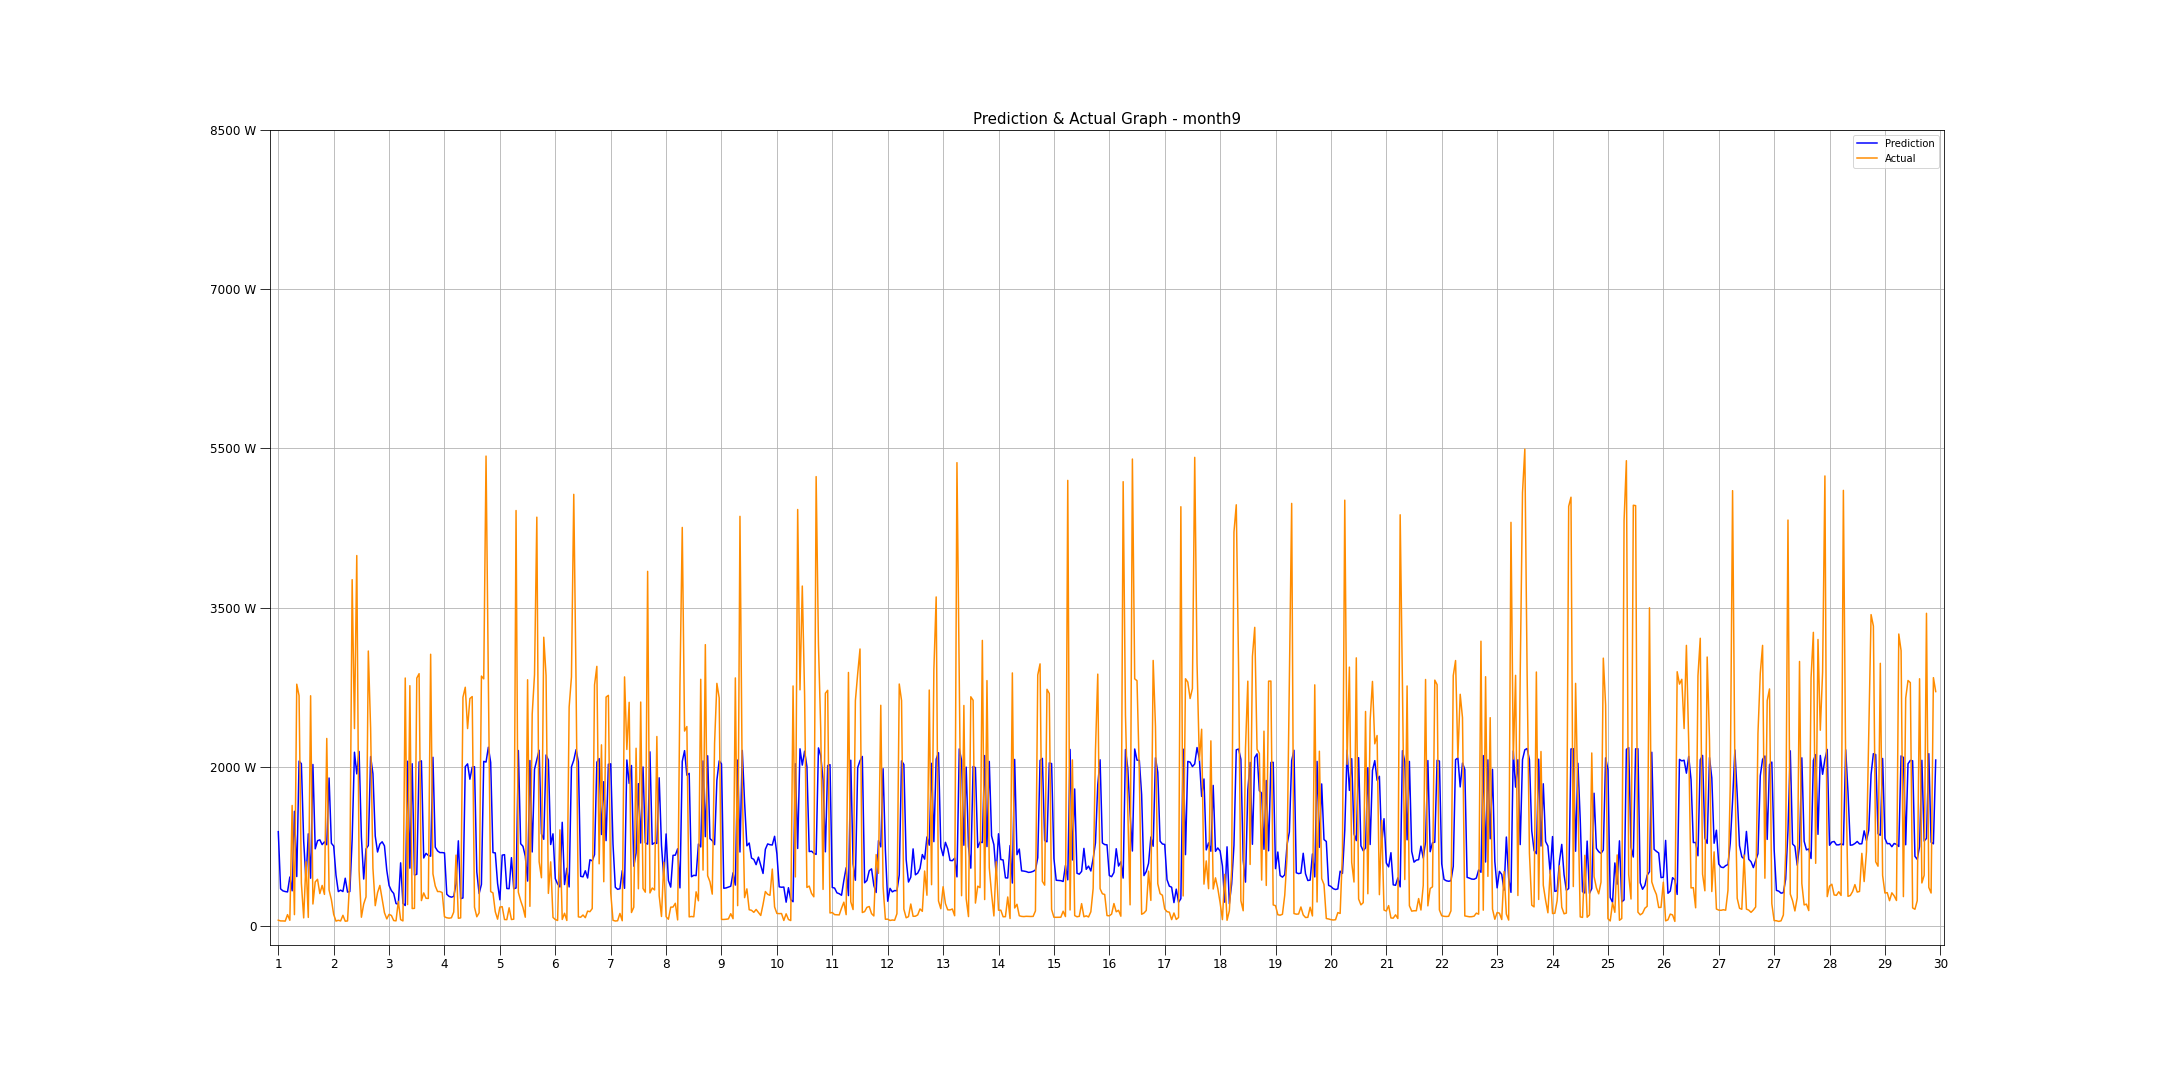 Prediction & Actual Graph - month9
8500 W
7000 W
5500 W
3500 W
2000 W
0
Prediction
Actual
1 2 3 4 5 6 7 8 9 10 11 12 13 14 15 16 17 18 19 20 21 22 23 24 25 26 27 27 28 29 30